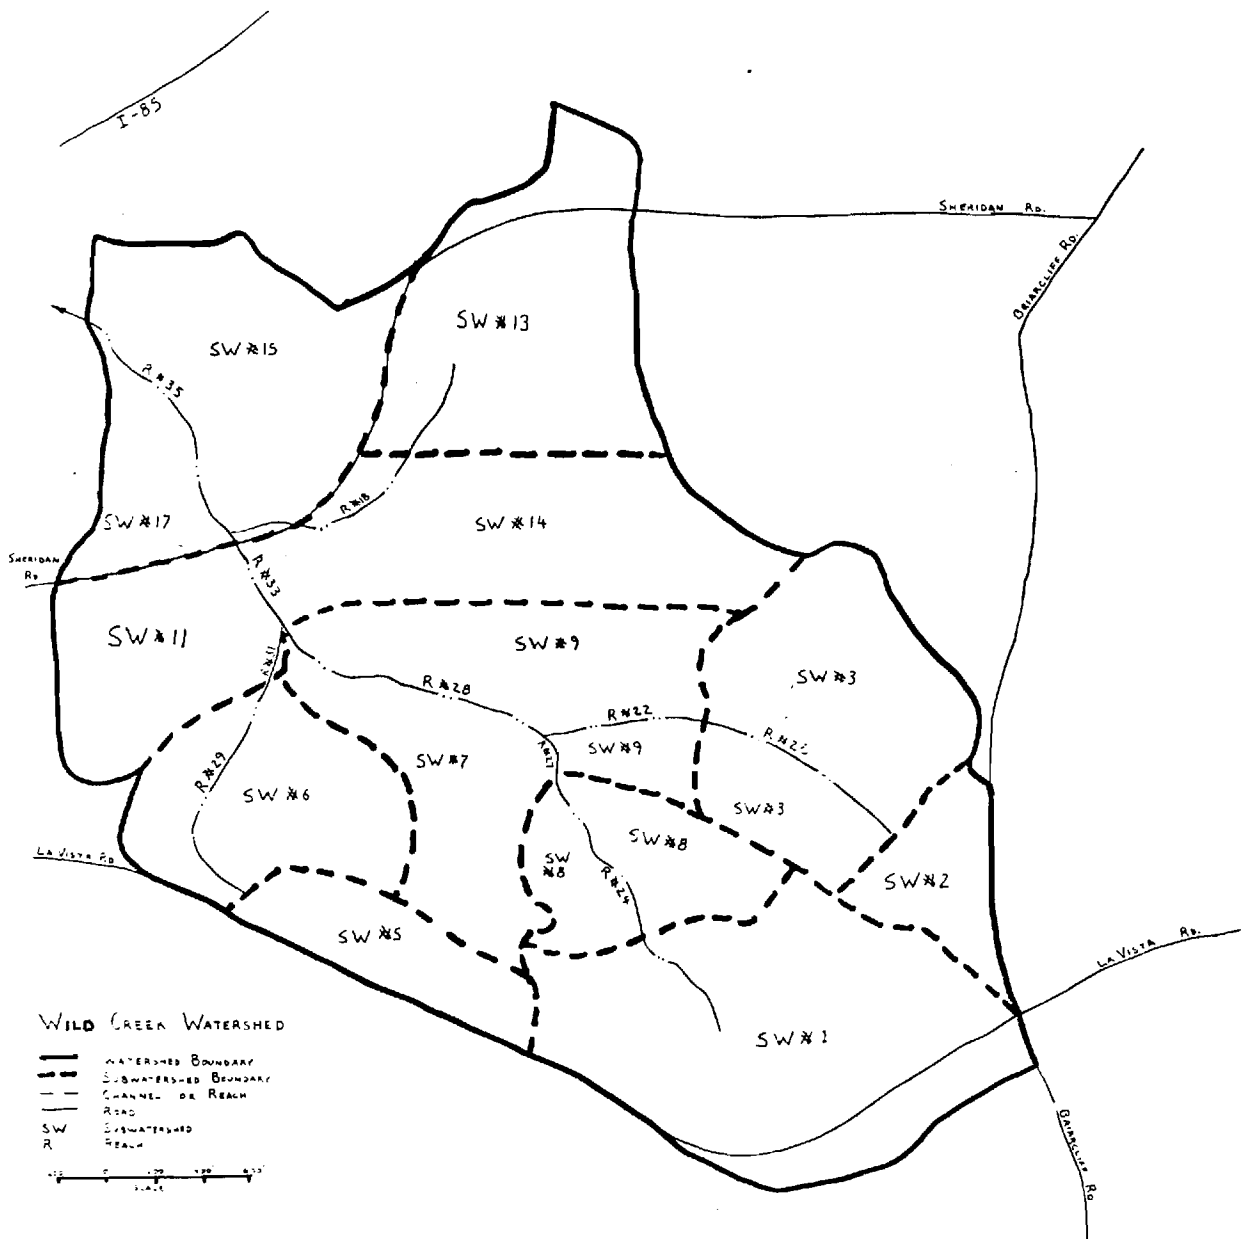 I-85
SHERIDAN RD.
BRIARCLIFF RD.
SW #13
SW #15
R #35
R #18
SW #17
SW #14
SHERIDAN
RD
R #33
SW #11
SW #9
SW #3
R #28
R #22
SW #9
SW #7
R #29
SW #6
SW #3
SW #8
LA VISTA RD
SW
#8
R #24
SW #2
SW #5
LA VISTA RD.
WILD CREEK WATERSHED
SW #1
WATERSHED BOUNDARY
SUBWATERSHED BOUNDARY
CHANNEL OR REACH
ROAD
SW SUBWATERSHED
R REACH
SCALE
BRIARCLIFF RD